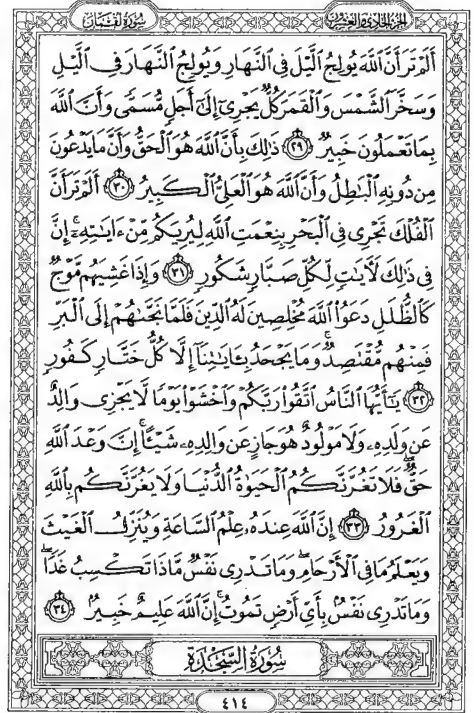 الجزء الحادي والعشرون
سورة لقمان
أَلَمْ تَرَ أَنَّ ٱللَّهَ يُولِجُ ٱلَّيْلَ فِى ٱلنَّهَارِ وَيُولِجُ ٱلنَّهَارَ فِى ٱلَّيْلِ
وَسَخَّرَ ٱلشَّمْسَ وَٱلْقَمَرَ كُلٌّ يَجْرِىٓ إِلَىٰٓ أَجَلٍ مُّسَمًّى وَأَنَّ ٱللَّهَ
بِمَا تَعْمَلُونَ خَبِيرٌ ٢٩ ذَٰلِكَ بِأَنَّ ٱللَّهَ هُوَ ٱلْحَقُّ وَأَنَّ مَا يَدْعُونَ
مِن دُونِهِ ٱلْبَٰطِلُ وَأَنَّ ٱللَّهَ هُوَ ٱلْعَلِىُّ ٱلْكَبِيرُ ٣٠ أَلَمْ تَرَ أَنَّ
ٱلْفُلْكَ تَجْرِى فِى ٱلْبَحْرِ بِنِعْمَتِ ٱللَّهِ لِيُرِيَكُم مِّنْ ءَايَٰتِهِۦٓ ۚ إِنَّ
فِى ذَٰلِكَ لَءَايَٰتٍ لِّكُلِّ صَبَّارٍ شَكُورٍ ٣١ وَإِذَا غَشِيَهُم مَّوْجٌ
كَٱلظُّلَلِ دَعَوُا۟ ٱللَّهَ مُخْلِصِينَ لَهُ ٱلدِّينَ فَلَمَّا نَجَّىٰهُمْ إِلَى ٱلْبَرِّ
فَمِنْهُم مُّقْتَصِدٌ ۚ وَمَا يَجْحَدُ بِـَٔايَٰتِنَآ إِلَّا كُلُّ خَتَّارٍ كَفُورٍ
٣٢ يَٰٓأَيُّهَا ٱلنَّاسُ ٱتَّقُوا۟ رَبَّكُمْ وَٱخْشَوْا۟ يَوْمًا لَّا يَجْزِى وَالِدٌ
عَن وَلَدِهِۦ وَلَا مَوْلُودٌ هُوَ جَازٍ عَن وَالِدِهِۦ شَيْـًٔا ۚ إِنَّ وَعْدَ ٱللَّهِ
حَقٌّ ۖ فَلَا تَغُرَّنَّكُمُ ٱلْحَيَوٰةُ ٱلدُّنْيَا وَلَا يَغُرَّنَّكُم بِٱللَّهِ
ٱلْغَرُورُ ٣٣ إِنَّ ٱللَّهَ عِندَهُۥ عِلْمُ ٱلسَّاعَةِ وَيُنَزِّلُ ٱلْغَيْثَ
وَيَعْلَمُ مَا فِى ٱلْأَرْحَامِ ۖ وَمَا تَدْرِى نَفْسٌ مَّاذَا تَكْسِبُ غَدًا ۖ
وَمَا تَدْرِى نَفْسٌۢ بِأَىِّ أَرْضٍ تَمُوتُ ۚ إِنَّ ٱللَّهَ عَلِيمٌ خَبِيرٌۢ ٣٤
سُورَةُ السَّجْدَةِ
٤١٤